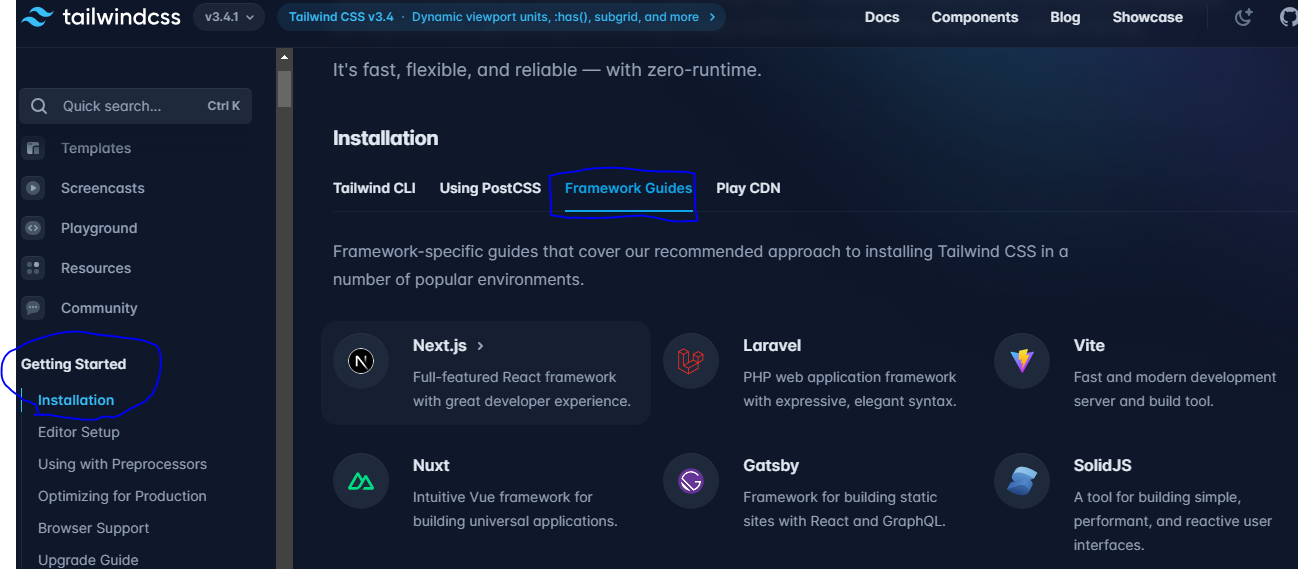 tailwindcss
v3.4.1
Tailwind CSS v3.4 · Dynamic viewport units, :has(), subgrid, and more
Docs
Components
Blog
Showcase
Quick search...
Ctrl K
Templates
Screencasts
Playground
Resources
Community
Getting Started
Installation
Editor Setup
Using with Preprocessors
Optimizing for Production
Browser Support
Upgrade Guide
It's fast, flexible, and reliable — with zero-runtime.
Installation
Tailwind CLI
Using PostCSS
Framework Guides
Play CDN
Framework-specific guides that cover our recommended approach to installing Tailwind CSS in a
number of popular environments.
Next.js
Full-featured React framework
with great developer experience.
Laravel
PHP web application framework
with expressive, elegant syntax.
Vite
Fast and modern development
server and build tool.
Nuxt
Intuitive Vue framework for
building universal applications.
Gatsby
Framework for building static
sites with React and GraphQL.
SolidJS
A tool for building simple,
performant, and reactive user
interfaces.